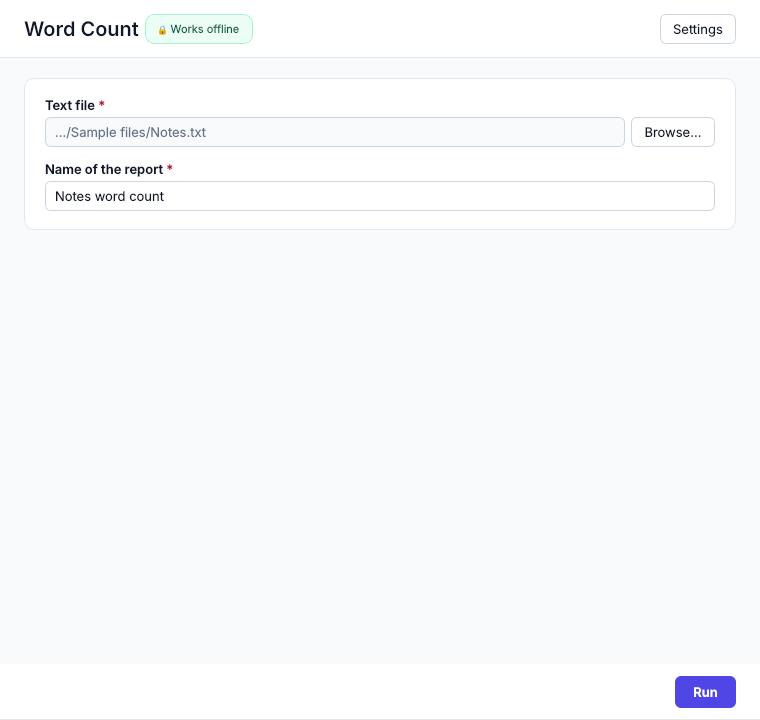 Word Count 🔒 Works offline Settings
Text file *
.../Sample files/Notes.txt Browse...
Name of the report *
Notes word count
Run